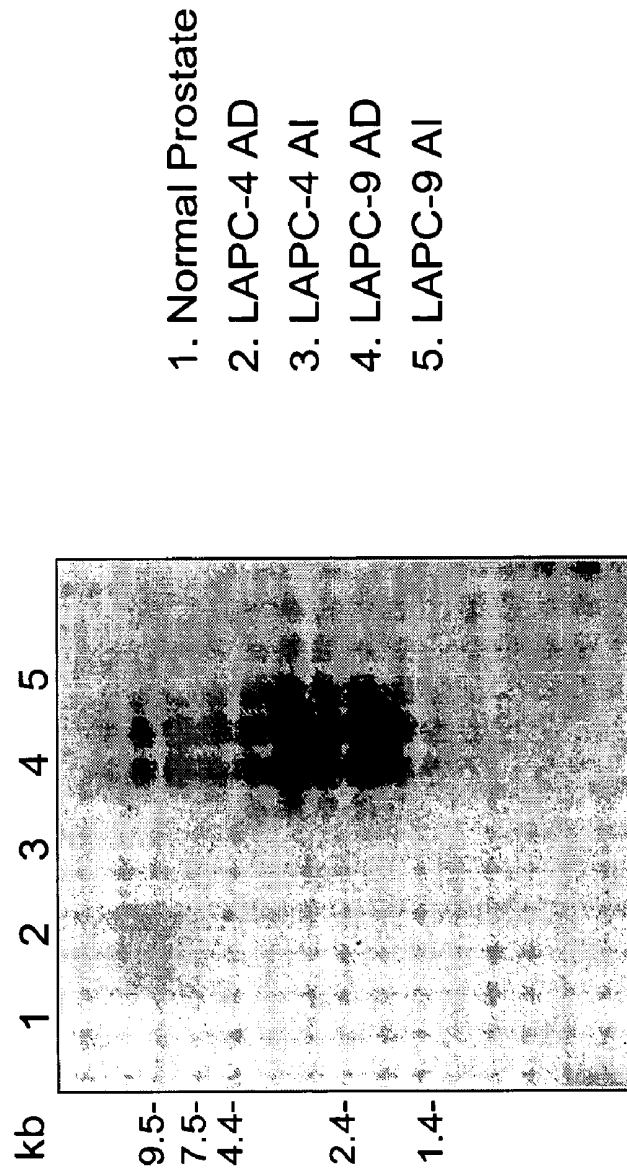 kb
1 2 3 4 5
9.5-
7.5-
4.4-
2.4-
1.4-
1. Normal Prostate
2. LAPC-4 AD
3. LAPC-4 AI
4. LAPC-9 AD
5. LAPC-9 AI